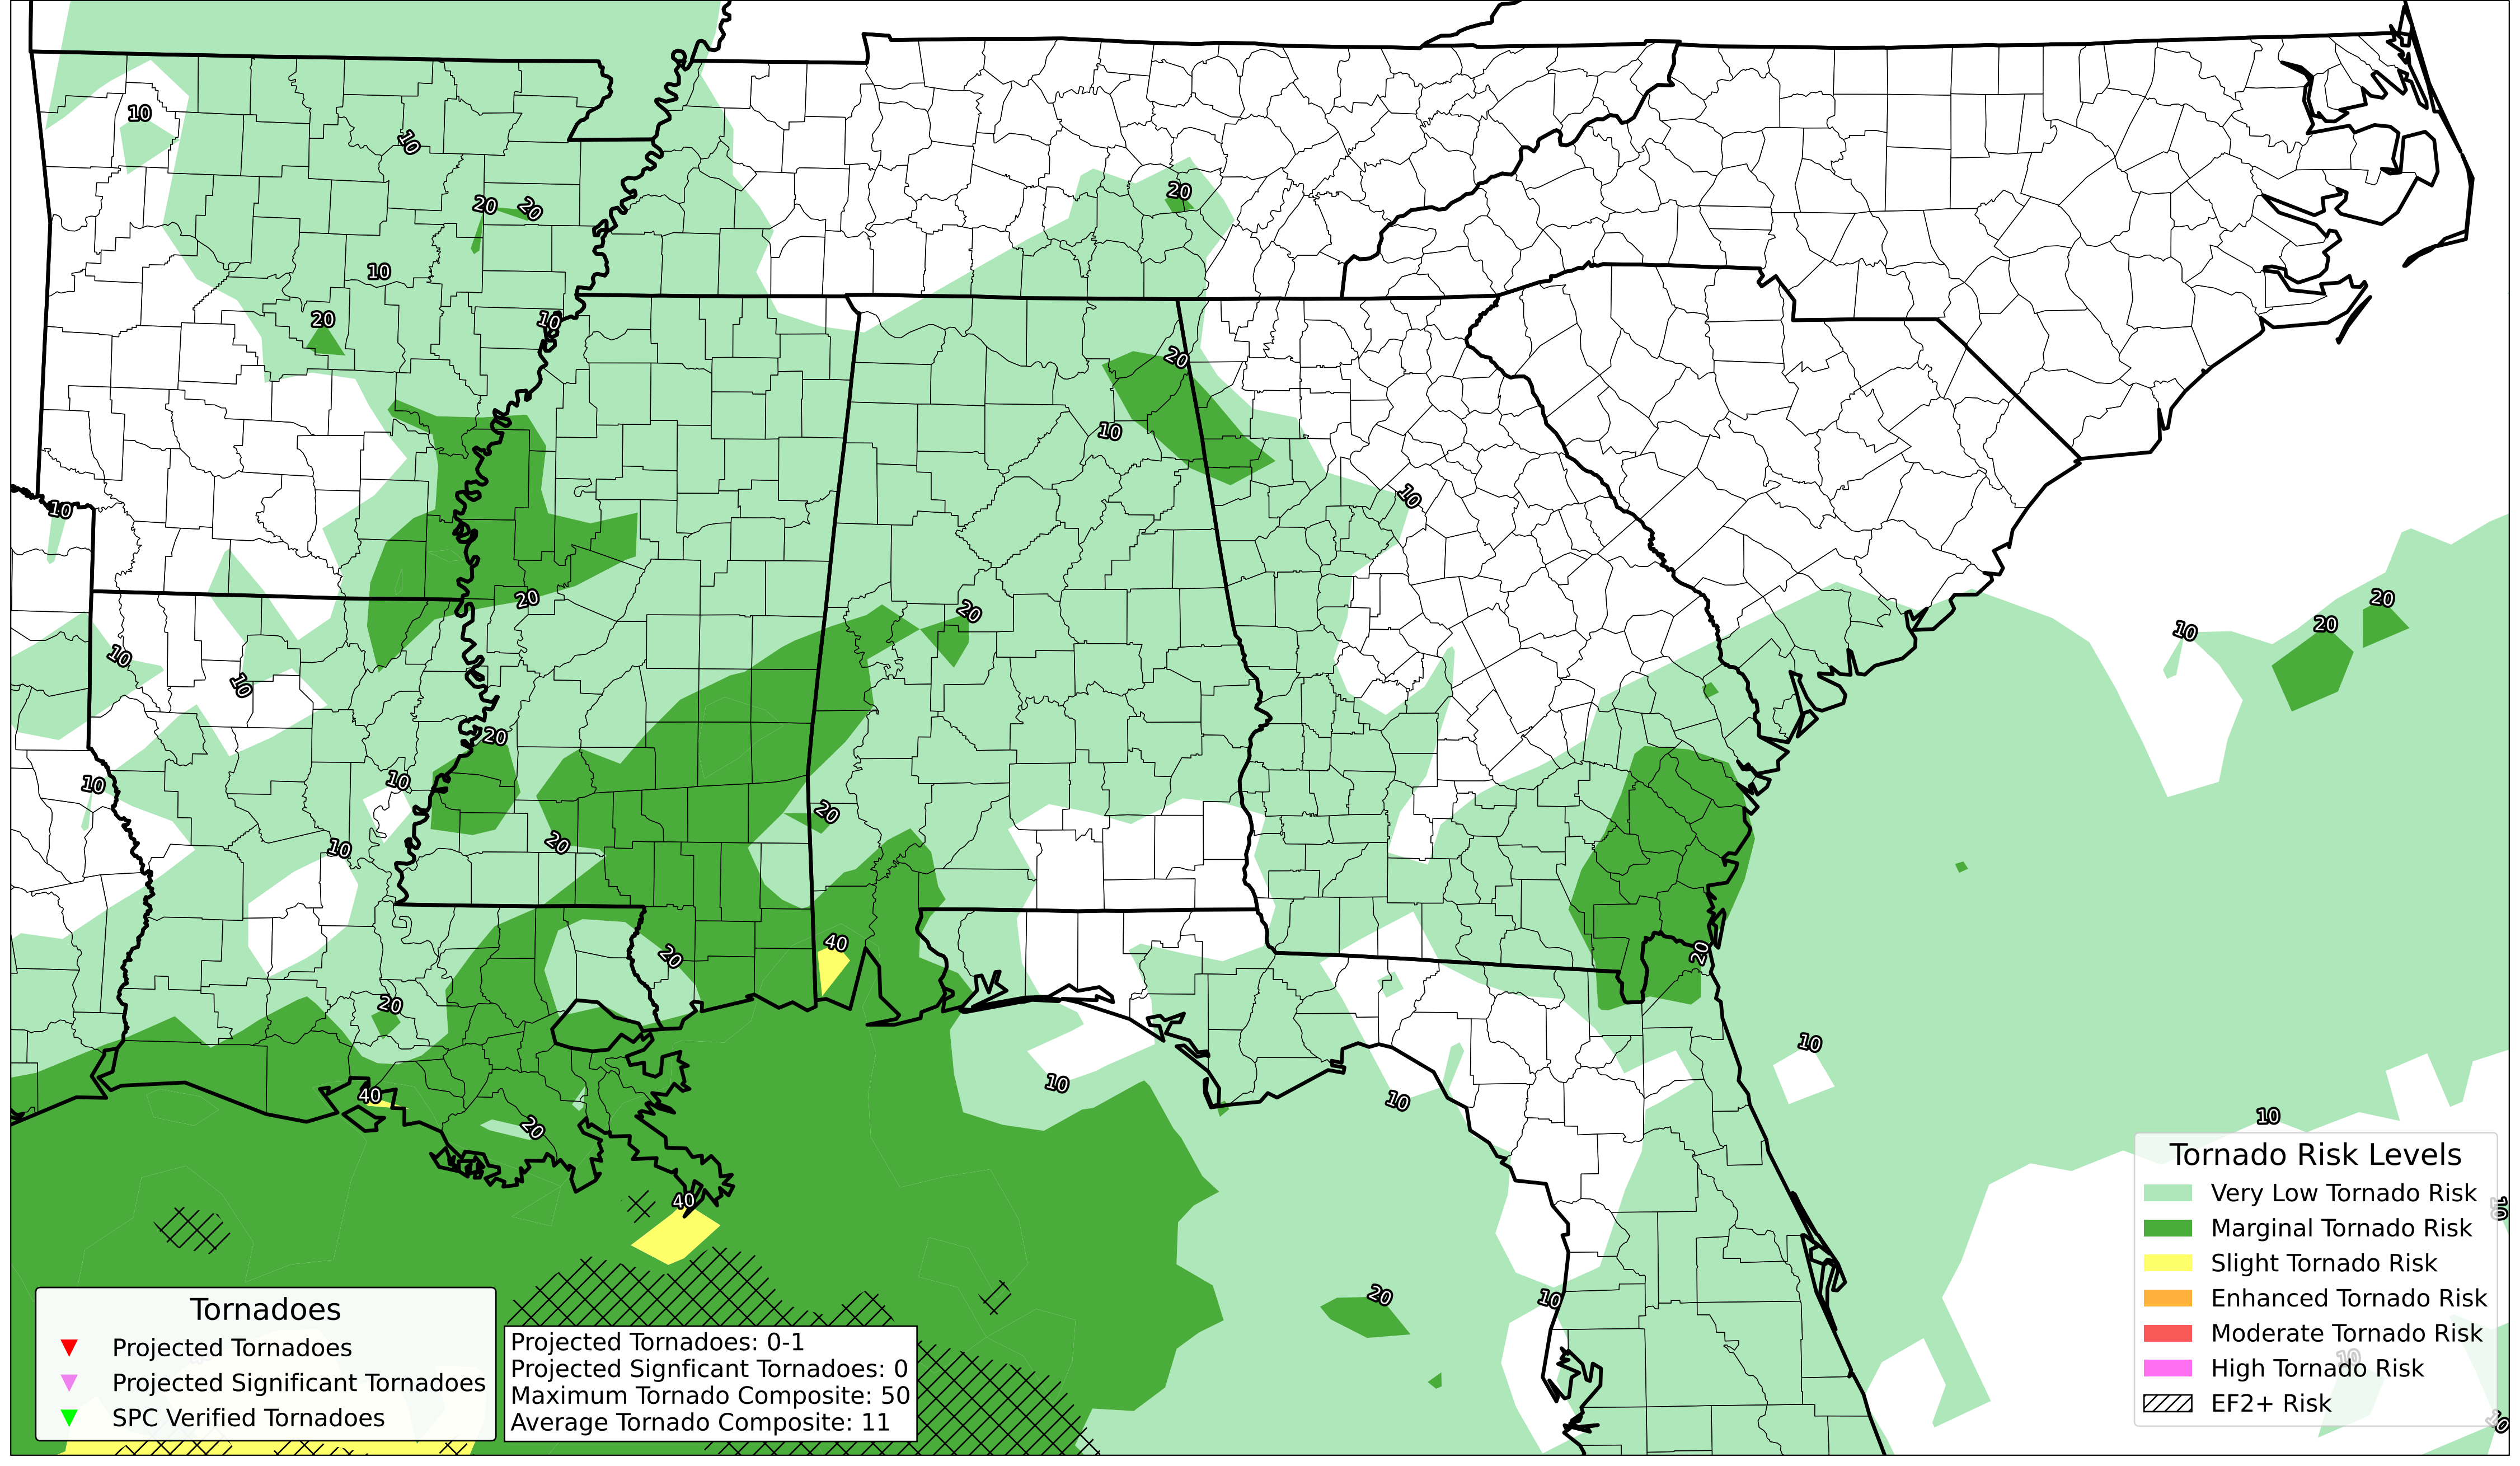 10
10
20
20
20
10
20
10
20
10
10
10
20
20
20
20
10
10
10
20
10
10
20
10
20
40
20
20
20
10
10
40
10
10
20
40
20
10
Tornado Risk Levels
Very Low Tornado Risk
Marginal Tornado Risk
Slight Tornado Risk
Enhanced Tornado Risk
Moderate Tornado Risk
High Tornado Risk
EF2+ Risk
10
10
10
Tornadoes
Projected Tornadoes
Projected Significant Tornadoes
SPC Verified Tornadoes
Projected Tornadoes: 0-1
Projected Signficant Tornadoes: 0
Maximum Tornado Composite: 50
Average Tornado Composite: 11